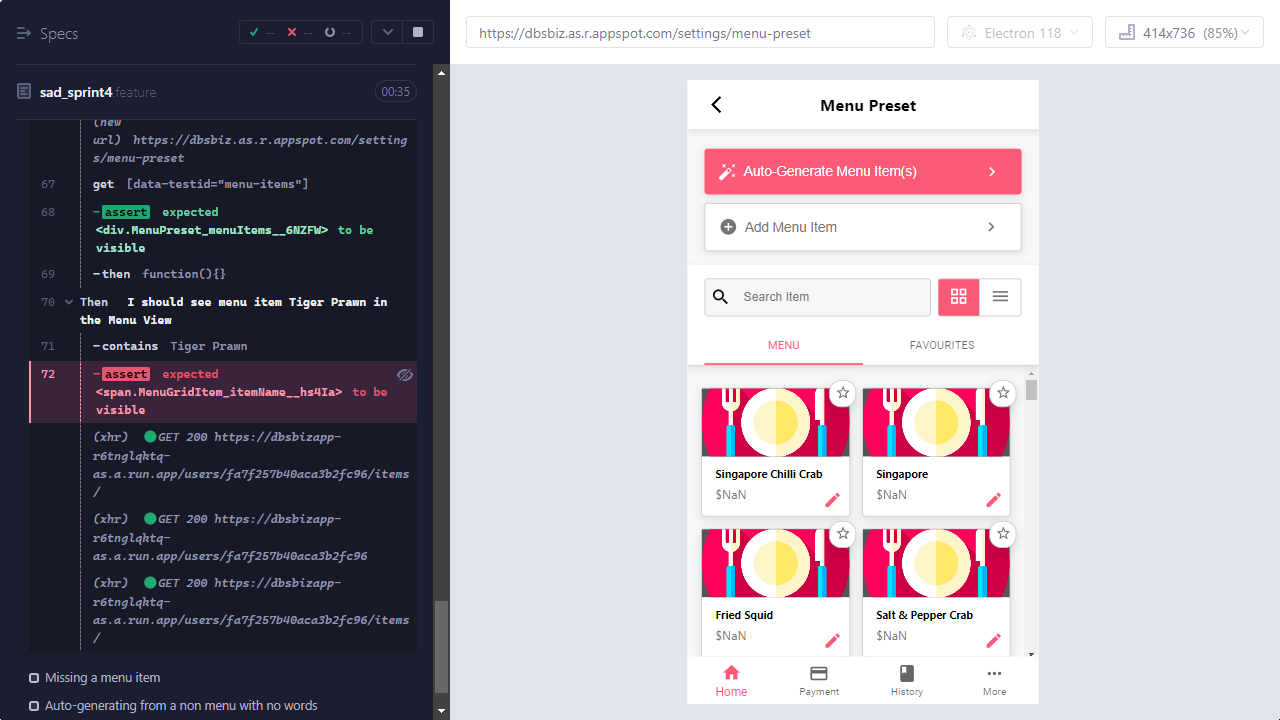 Specs
--
--
--
sad_sprint4.feature
00:35
(new
url) https://dbsbiz.as.r.appspot.com/setting
s/menu-preset
67 get [data-testid="menu-items"]
68 -assert expected
<div.MenuPreset_menuItems__6NZFW> to be
visible
69 -then function(){}
70 Then I should see menu item Tiger Prawn in
the Menu View
71 -contains Tiger Prawn
72 -assert expected
<span.MenuGridItem_itemName__hs4Ia> to be
visible
(xhr) GET 200 https://dbsbizapp-
r6tnglqktq-
as.a.run.app/users/fa7f257b40aca3b2fc96/items
/
(xhr) GET 200 https://dbsbizapp-
r6tnglqktq-
as.a.run.app/users/fa7f257b40aca3b2fc96
(xhr) GET 200 https://dbsbizapp-
r6tnglqktq-
as.a.run.app/users/fa7f257b40aca3b2fc96/items
/
Missing a menu item
Auto-generating from a non menu with no words
https://dbsbiz.as.r.appspot.com/settings/menu-preset
Electron 118
414x736 (85%)
Menu Preset
Auto-Generate Menu Item(s)
Add Menu Item
Search Item
MENU
FAVOURITES
Singapore Chilli Crab
$NaN
Singapore
$NaN
Fried Squid
$NaN
Salt & Pepper Crab
$NaN
Home
Payment
History
More